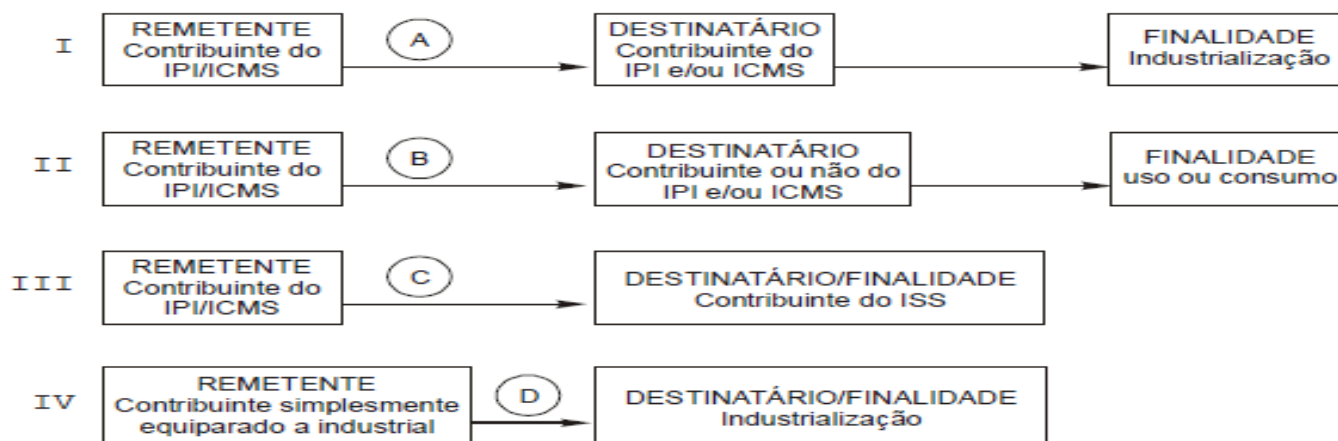 I
REMETENTE
Contribuinte do
IPI/ICMS
A
DESTINATÁRIO
Contribuinte do
IPI e/ou ICMS
FINALIDADE
Industrialização
II
REMETENTE
Contribuinte do
IPI/ICMS
B
DESTINATÁRIO
Contribuinte ou não do
IPI e/ou ICMS
FINALIDADE
uso ou consumo
III
REMETENTE
Contribuinte do
IPI/ICMS
C
DESTINATÁRIO/FINALIDADE
Contribuinte do ISS
IV
REMETENTE
Contribuinte simplesmente
equiparado a industrial
D
DESTINATÁRIO/FINALIDADE
Industrialização